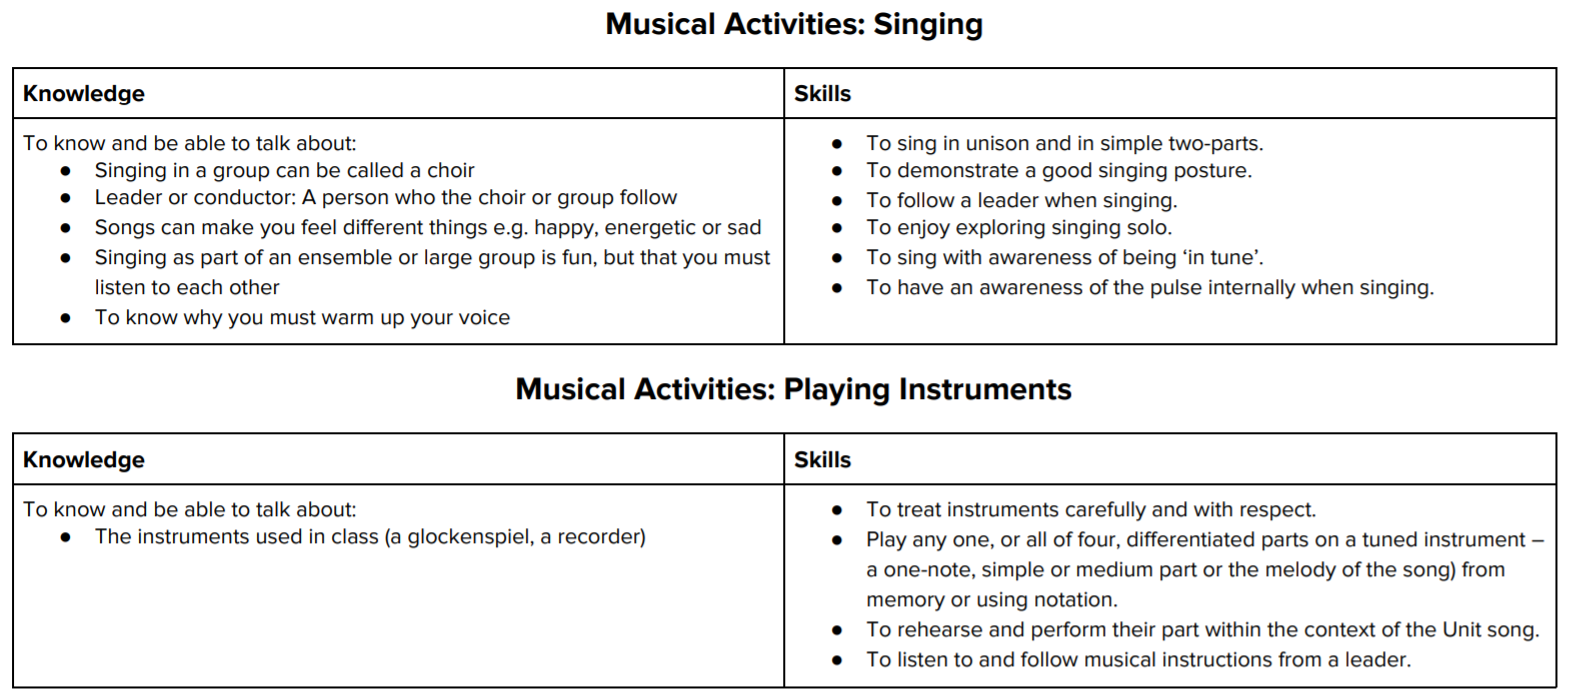 Musical Activities: Singing
Knowledge
Skills
To know and be able to talk about:
● Singing in a group can be called a choir
● Leader or conductor: A person who the choir or group follow
● Songs can make you feel different things e.g. happy, energetic or sad
● Singing as part of an ensemble or large group is fun, but that you must
listen to each other
● To know why you must warm up your voice
● To sing in unison and in simple two-parts.
● To demonstrate a good singing posture.
● To follow a leader when singing.
● To enjoy exploring singing solo.
● To sing with awareness of being ‘in tune’.
● To have an awareness of the pulse internally when singing.
Musical Activities: Playing Instruments
Knowledge
Skills
To know and be able to talk about:
● The instruments used in class (a glockenspiel, a recorder)
● To treat instruments carefully and with respect.
● Play any one, or all of four, differentiated parts on a tuned instrument –
a one-note, simple or medium part or the melody of the song) from
memory or using notation.
● To rehearse and perform their part within the context of the Unit song.
● To listen to and follow musical instructions from a leader.